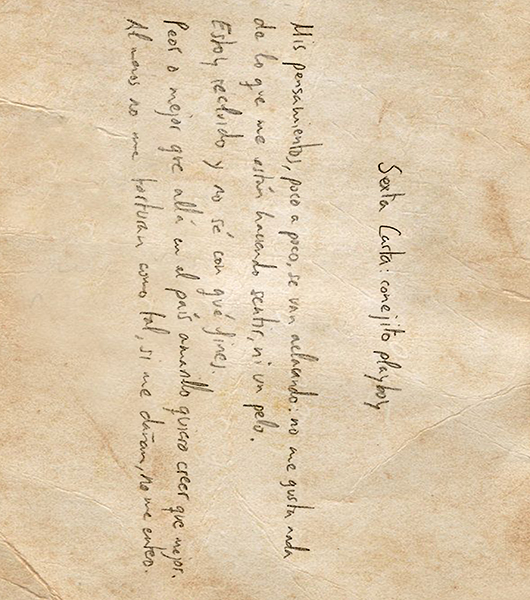 Sexta Carta: conejito playboy
Mis pensamientos, poco a poco, se van aclarando: no me gusta nada
de lo que me están haciendo sentir, ni un pelo.
Estoy recluido y no sé con qué fines.
Peor o mejor que allá en el país amarillo quiero creer que mejor.
Al menos no me torturan como tal, si me dañan, no me entero.